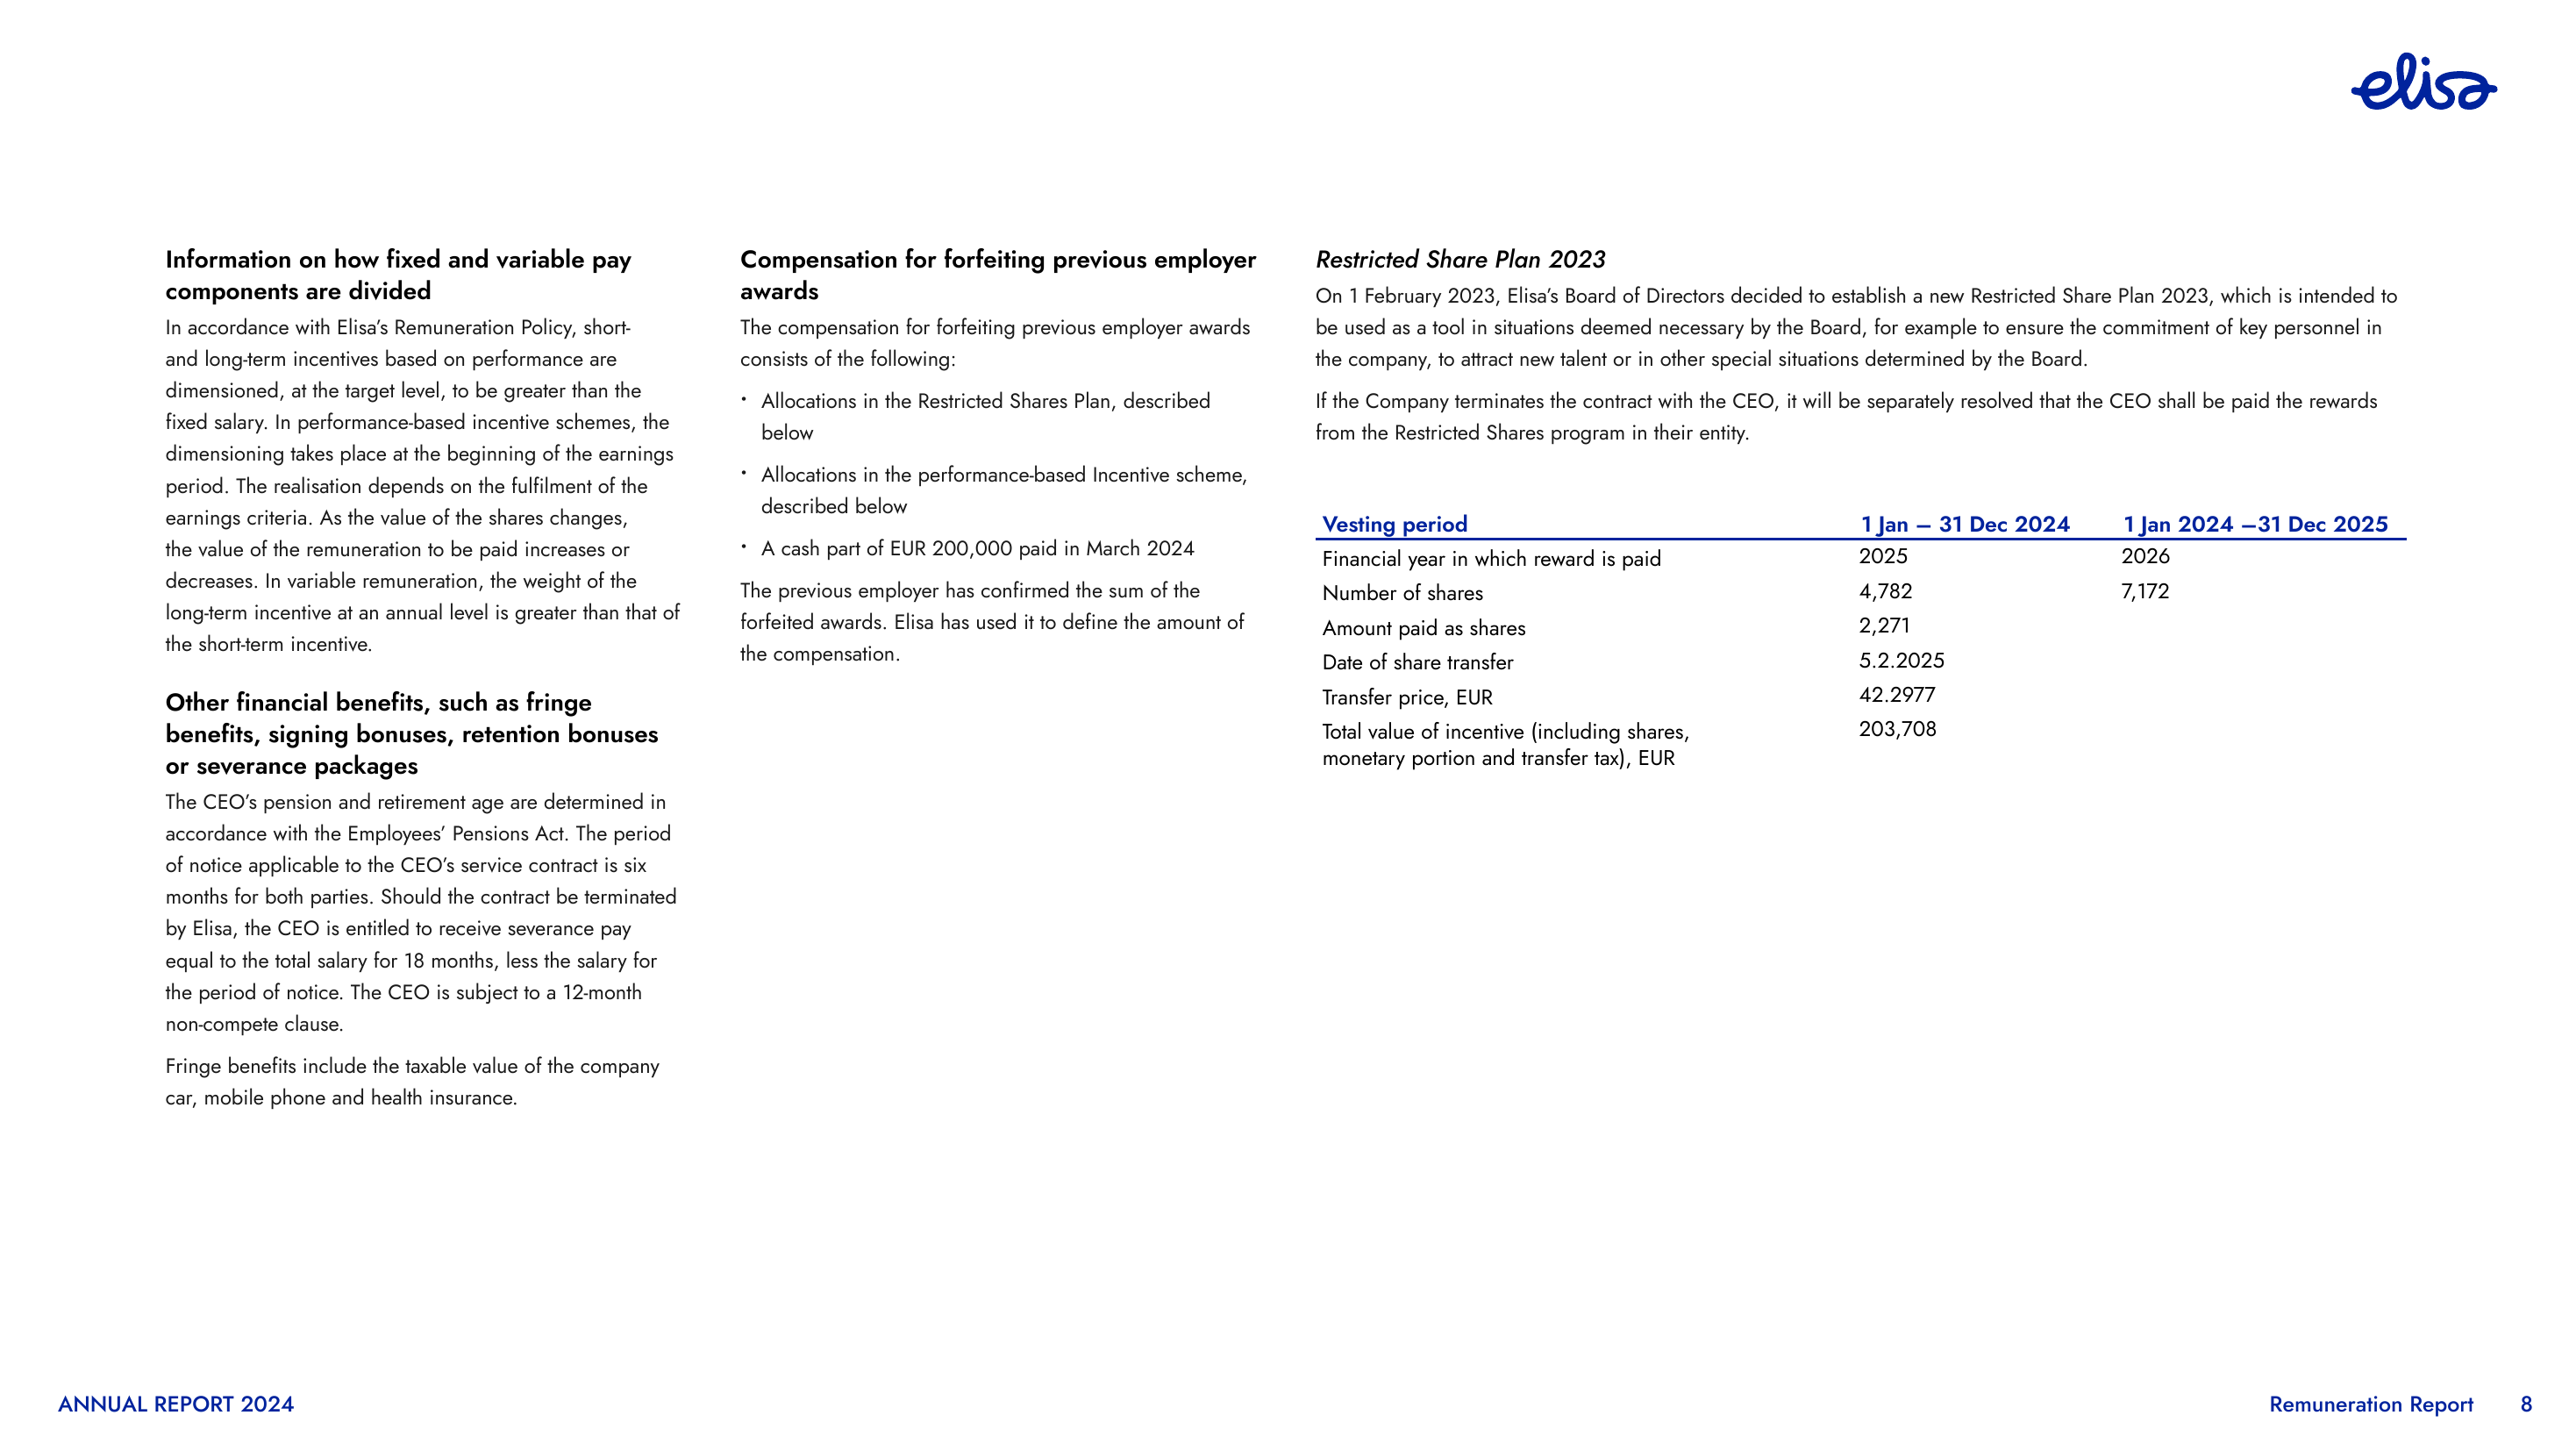 elisa
Information on how fixed and variable pay
components are divided
In accordance with Elisa’s Remuneration Policy, short-
and long-term incentives based on performance are
dimensioned, at the target level, to be greater than the
fixed salary. In performance-based incentive schemes, the
dimensioning takes place at the beginning of the earnings
period. The realisation depends on the fulfilment of the
earnings criteria. As the value of the shares changes,
the value of the remuneration to be paid increases or
decreases. In variable remuneration, the weight of the
long-term incentive at an annual level is greater than that of
the short-term incentive.
Other financial benefits, such as fringe
benefits, signing bonuses, retention bonuses
or severance packages
The CEO’s pension and retirement age are determined in
accordance with the Employees’ Pensions Act. The period
of notice applicable to the CEO’s service contract is six
months for both parties. Should the contract be terminated
by Elisa, the CEO is entitled to receive severance pay
equal to the total salary for 18 months, less the salary for
the period of notice. The CEO is subject to a 12-month
non-compete clause.
Fringe benefits include the taxable value of the company
car, mobile phone and health insurance.
Compensation for forfeiting previous employer
awards
The compensation for forfeiting previous employer awards
consists of the following:
• Allocations in the Restricted Shares Plan, described
below
• Allocations in the performance-based Incentive scheme,
described below
• A cash part of EUR 200,000 paid in March 2024
The previous employer has confirmed the sum of the
forfeited awards. Elisa has used it to define the amount of
the compensation.
Restricted Share Plan 2023
On 1 February 2023, Elisa’s Board of Directors decided to establish a new Restricted Share Plan 2023, which is intended to
be used as a tool in situations deemed necessary by the Board, for example to ensure the commitment of key personnel in
the company, to attract new talent or in other special situations determined by the Board.
If the Company terminates the contract with the CEO, it will be separately resolved that the CEO shall be paid the rewards
from the Restricted Shares program in their entity.
Vesting period 1 Jan – 31 Dec 2024 1 Jan 2024 –31 Dec 2025
Financial year in which reward is paid 2025 2026
Number of shares 4,782 7,172
Amount paid as shares 2,271
Date of share transfer 5.2.2025
Transfer price, EUR 42.2977
Total value of incentive (including shares, 203,708
monetary portion and transfer tax), EUR
ANNUAL REPORT 2024 Remuneration Report 8